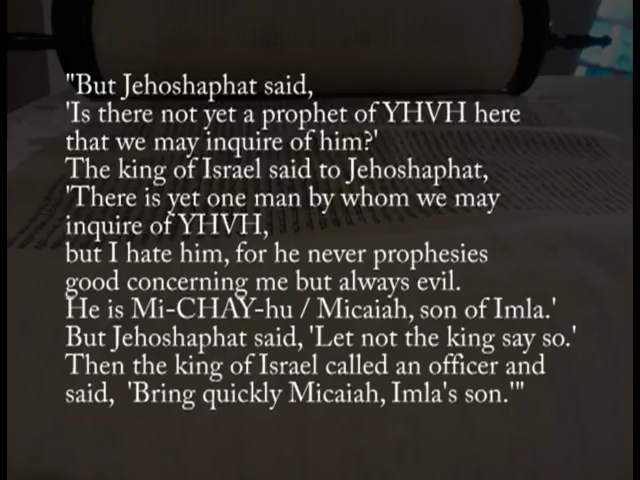 "But Jehoshaphat said,
'Is there not yet a prophet of YHVH here
that we may inquire of him?'
The king of Israel said to Jehoshaphat,
'There is yet one man by whom we may
inquire of YHVH,
but I hate him, for he never prophesies
good concerning me but always evil.
He is Mi-CHAY-hu / Micaiah, son of Imla.'
But Jehoshaphat said, 'Let not the king say so.'
Then the king of Israel called an officer and
said,  'Bring quickly Micaiah, Imla's son.'"